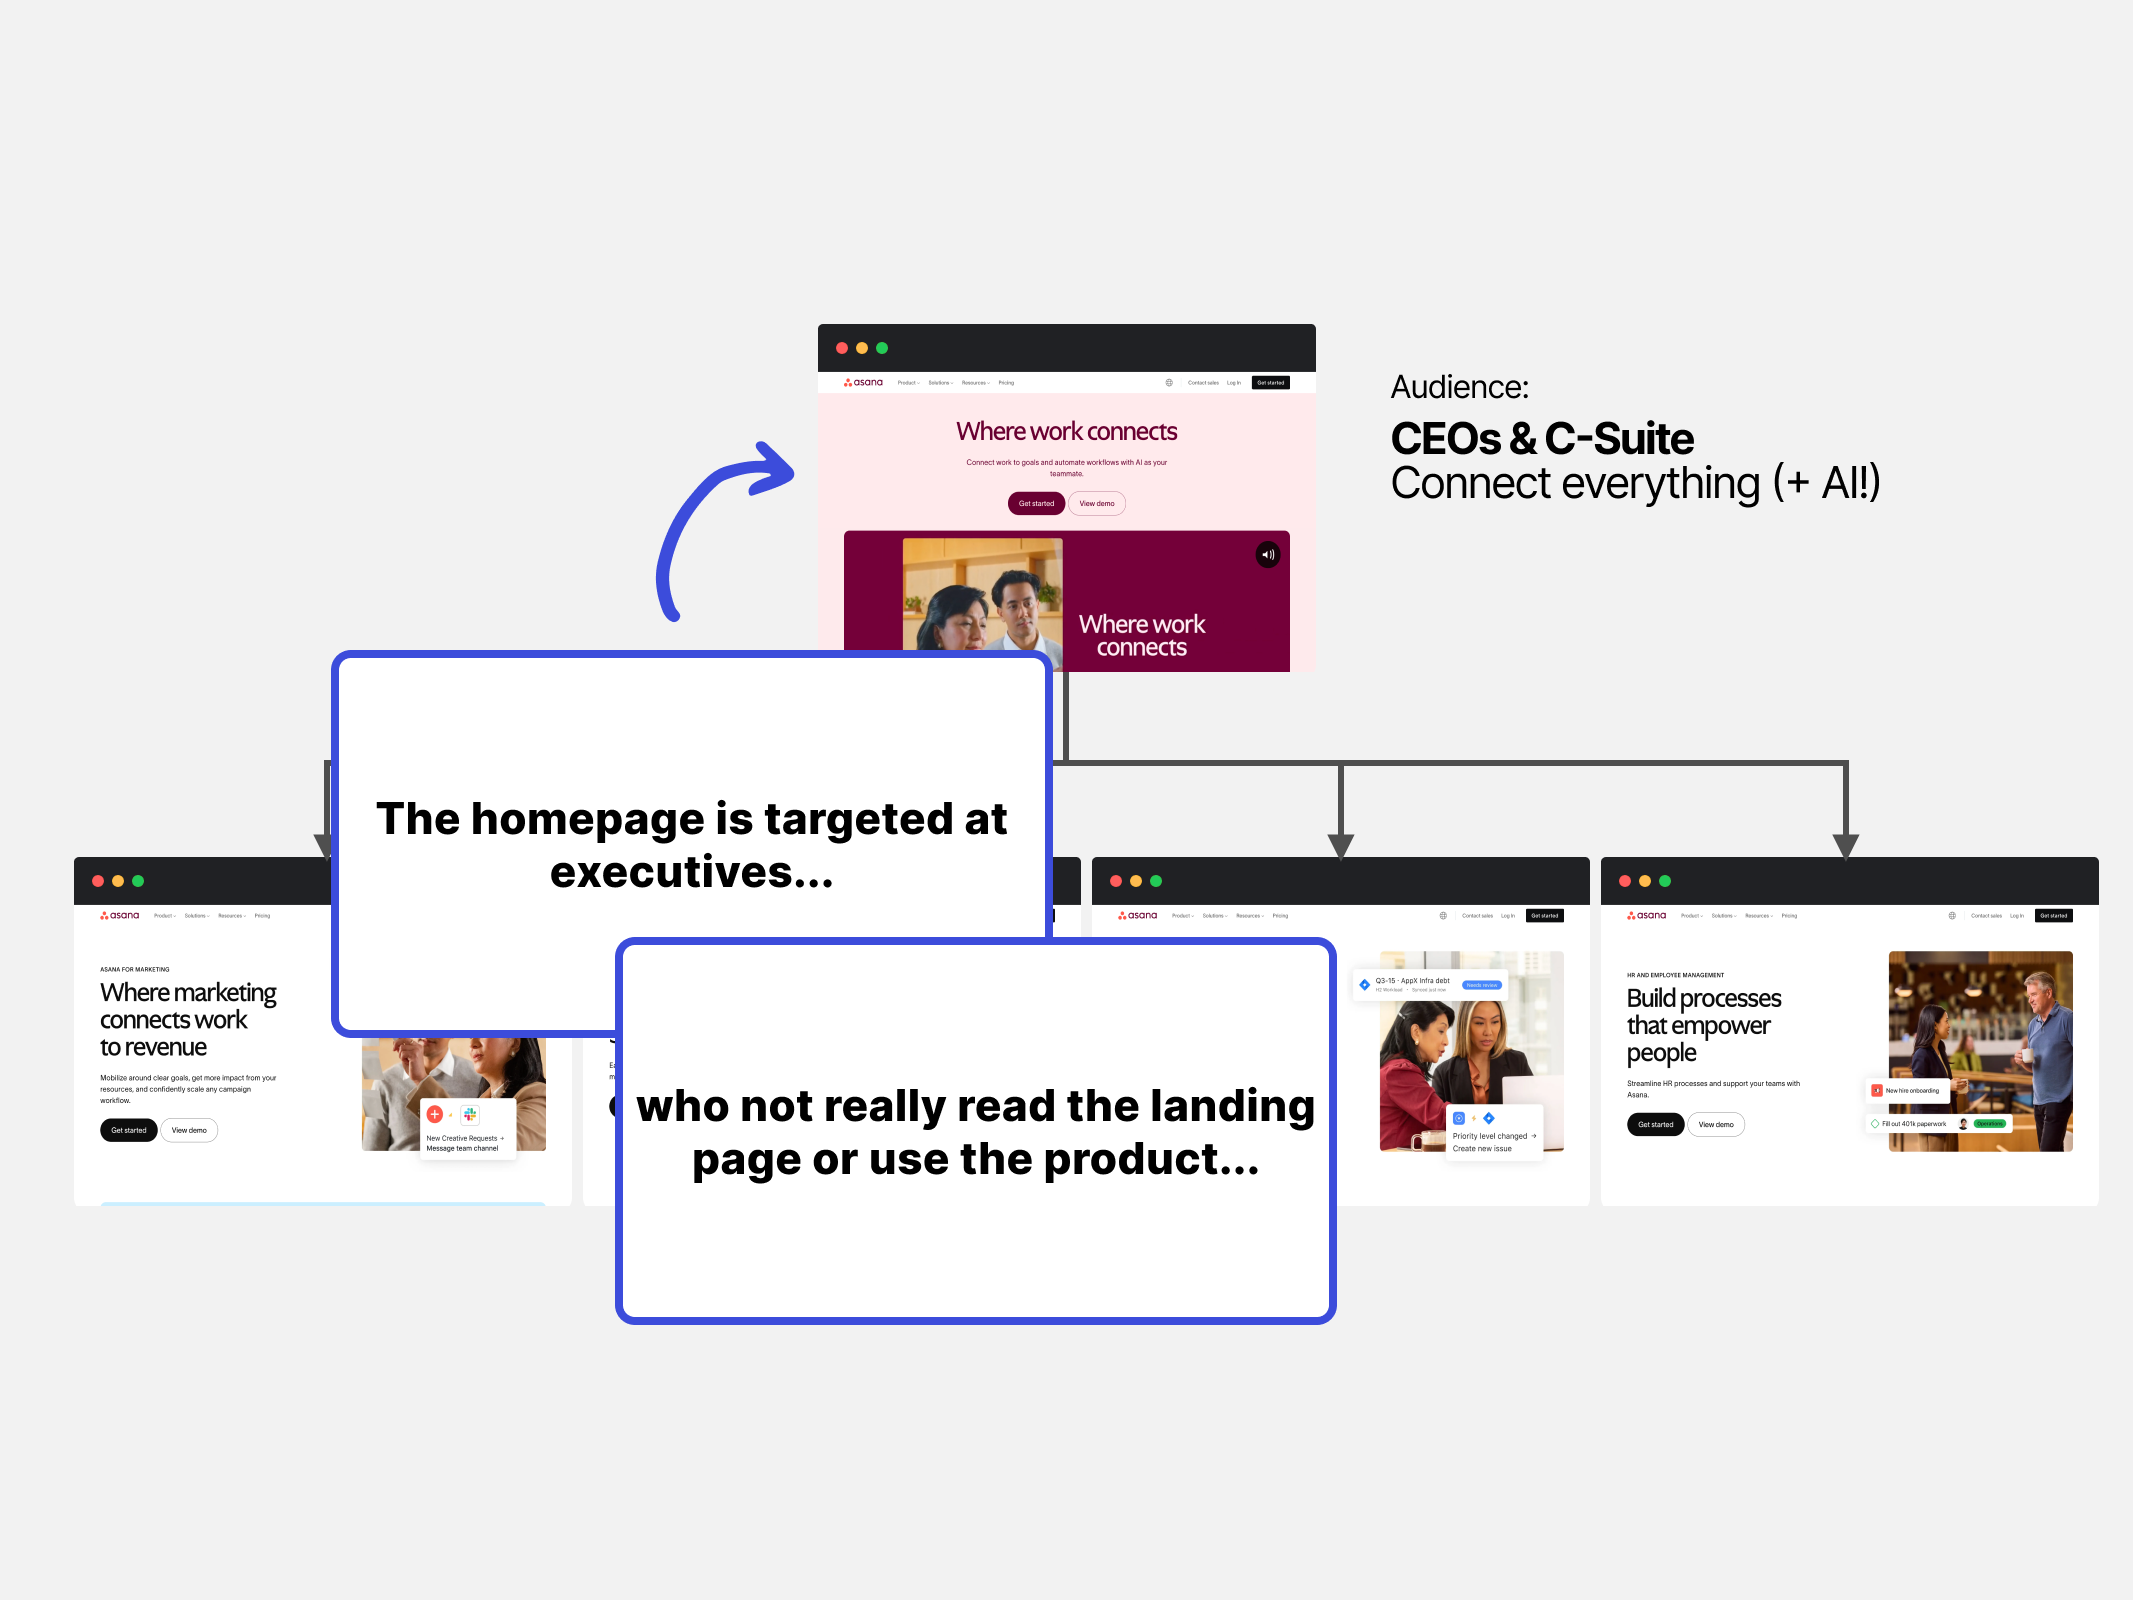 asana
Product
Solutions
Resources
Pricing
Contact sales
Log In
Get started
Where work connects
Connect work to goals and automate workflows with AI as your
teammate.
Get started
View demo
Where work
connects
Audience:
CEOs & C-Suite
Connect everything (+ AI!)
The homepage is targeted at
executives...
who not really read the landing
page or use the product...
asana
Product
Solutions
Resources
Pricing
ASANA FOR MARKETING
Where marketing
connects work
to revenue
Mobilize around clear goals, get more impact from your
resources, and confidently scale any campaign
workflow.
Get started
View demo
New Creative Requests →
Message team channel
asana
Product
Solutions
Resources
Pricing
Contact sales
Log In
Get started
Q3-15 - AppX Infra debt
H2 Workload • Synced just now
Needs review
Priority level changed →
Create new issue
asana
Product
Solutions
Resources
Pricing
Contact sales
Log In
Get started
HR AND EMPLOYEE MANAGEMENT
Build processes
that empower
people
Streamline HR processes and support your teams with
Asana.
Get started
View demo
New hire onboarding
Fill out 401k paperwork
Operations